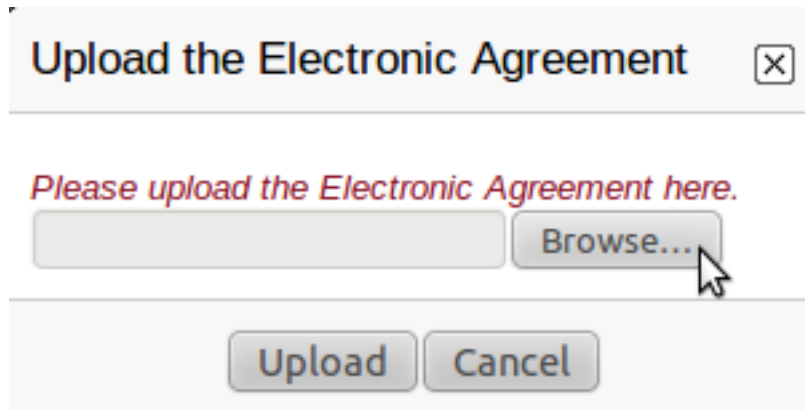 Upload the Electronic Agreement
Please upload the Electronic Agreement here.
Browse...
Upload Cancel